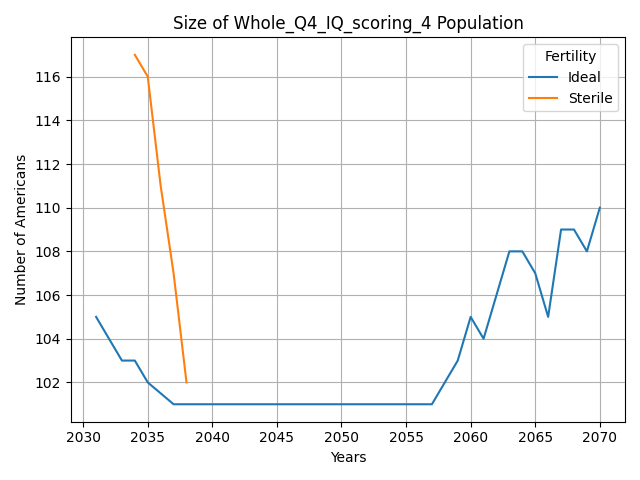 Size of Whole_Q4_IQ_scoring_4 Population
Fertility
Ideal
Sterile
Number of Americans
116
114
112
110
108
106
104
102
2030 2035 2040 2045 2050 2055 2060 2065 2070
Years